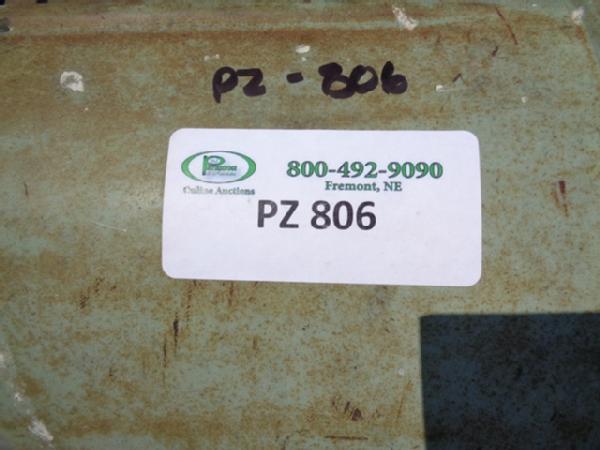 PZ - 806
800-492-9090
Fremont, NE
Online Auctions
PZ 806